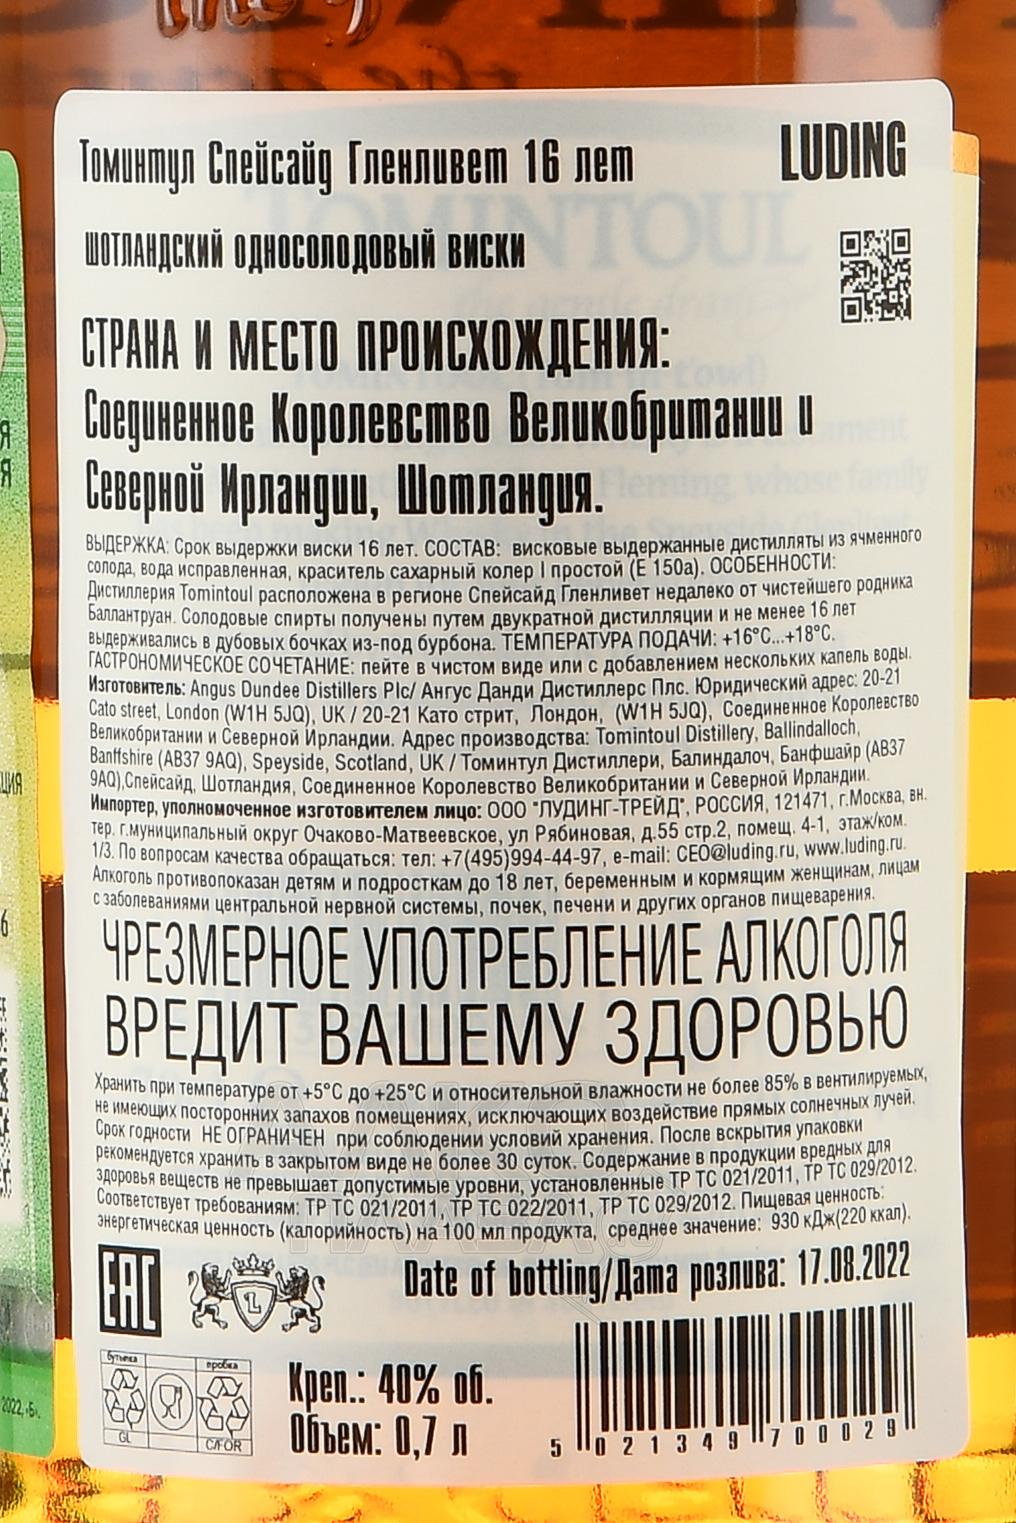 Томинтул Спейсайд Гленливет 16 лет
LUDING
ШОТЛАНДСКИЙ ОДНОСОЛОДОВЫЙ ВИСКИ
СТРАНА И МЕСТО ПРОИСХОЖДЕНИЯ:
Соединенное Королевство Великобритании и
Северной Ирландии, Шотландия.
ВЫДЕРЖКА: Срок выдержки виски 16 лет. СОСТАВ: висковые выдержанные дистилляты из ячменного
солода, вода исправленная, краситель сахарный колер I простой (Е 150а). ОСОБЕННОСТИ:
Дистиллерия Tomintoul расположена в регионе Спейсайд Гленливет недалеко от чистейшего родника
Баллантруан. Солодовые спирты получены путем двукратной дистилляции и не менее 16 лет
выдерживались в дубовых бочках из-под бурбона. ТЕМПЕРАТУРА ПОДАЧИ: +16°С...+18°С.
ГАСТРОНОМИЧЕСКОЕ СОЧЕТАНИЕ: пейте в чистом виде или с добавлением нескольких капель воды.
Изготовитель: Angus Dundee Distillers Plc/ Ангус Данди Дистиллерс Плс. Юридический адрес: 20-21
Cato street, London (W1H 5JQ), UK / 20-21 Като стрит, Лондон, (W1H 5JQ), Соединенное Королевство
Великобритании и Северной Ирландии. Адрес производства: Tomintoul Distillery, Ballindalloch,
Banffshire (AB37 9AQ), Speyside, Scotland, UK / Томинтул Дистиллери, Балиндалоч, Банфшайр (AB37
9AQ),Спейсайд, Шотландия, Соединенное Королевство Великобритании и Северной Ирландии.
Импортер, уполномоченное изготовителем лицо: ООО "ЛУДИНГ-ТРЕЙД", РОССИЯ, 121471, г.Москва, вн.
тер. г.муниципальный округ Очаково-Матвеевское, ул Рябиновая, д.55 стр.2, помещ. 4-1, этаж/ком.
1/3. По вопросам качества обращаться: тел: +7(495)994-44-97, e-mail: CEO@luding.ru, www.luding.ru.
Алкоголь противопоказан детям и подросткам до 18 лет, беременным и кормящим женщинам, лицам
с заболеваниями центральной нервной системы, почек, печени и других органов пищеварения.
ЧРЕЗМЕРНОЕ УПОТРЕБЛЕНИЕ АЛКОГОЛЯ
ВРЕДИТ ВАШЕМУ ЗДОРОВЬЮ
Хранить при температуре от +5°С до +25°С и относительной влажности не более 85% в вентилируемых,
не имеющих посторонних запахов помещениях, исключающих воздействие прямых солнечных лучей.
Срок годности НЕ ОГРАНИЧЕН при соблюдении условий хранения. После вскрытия упаковки
рекомендуется хранить в закрытом виде не более 30 суток. Содержание в продукции вредных для
здоровья веществ не превышает допустимые уровни, установленные ТР ТС 021/2011, ТР ТС 029/2012.
Соответствует требованиям: ТР ТС 021/2011, ТР ТС 022/2011, ТР ТС 029/2012. Пищевая ценность:
энергетическая ценность (калорийность) на 100 мл продукта, среднее значение: 930 кДж(220 ккал).
EAC
L
Date of bottling/Дата розлива: 17.08.2022
бутылка
пробка
GL
C/FOR
Креп.: 40% об.
Объем: 0,7 л
5 021349 700029